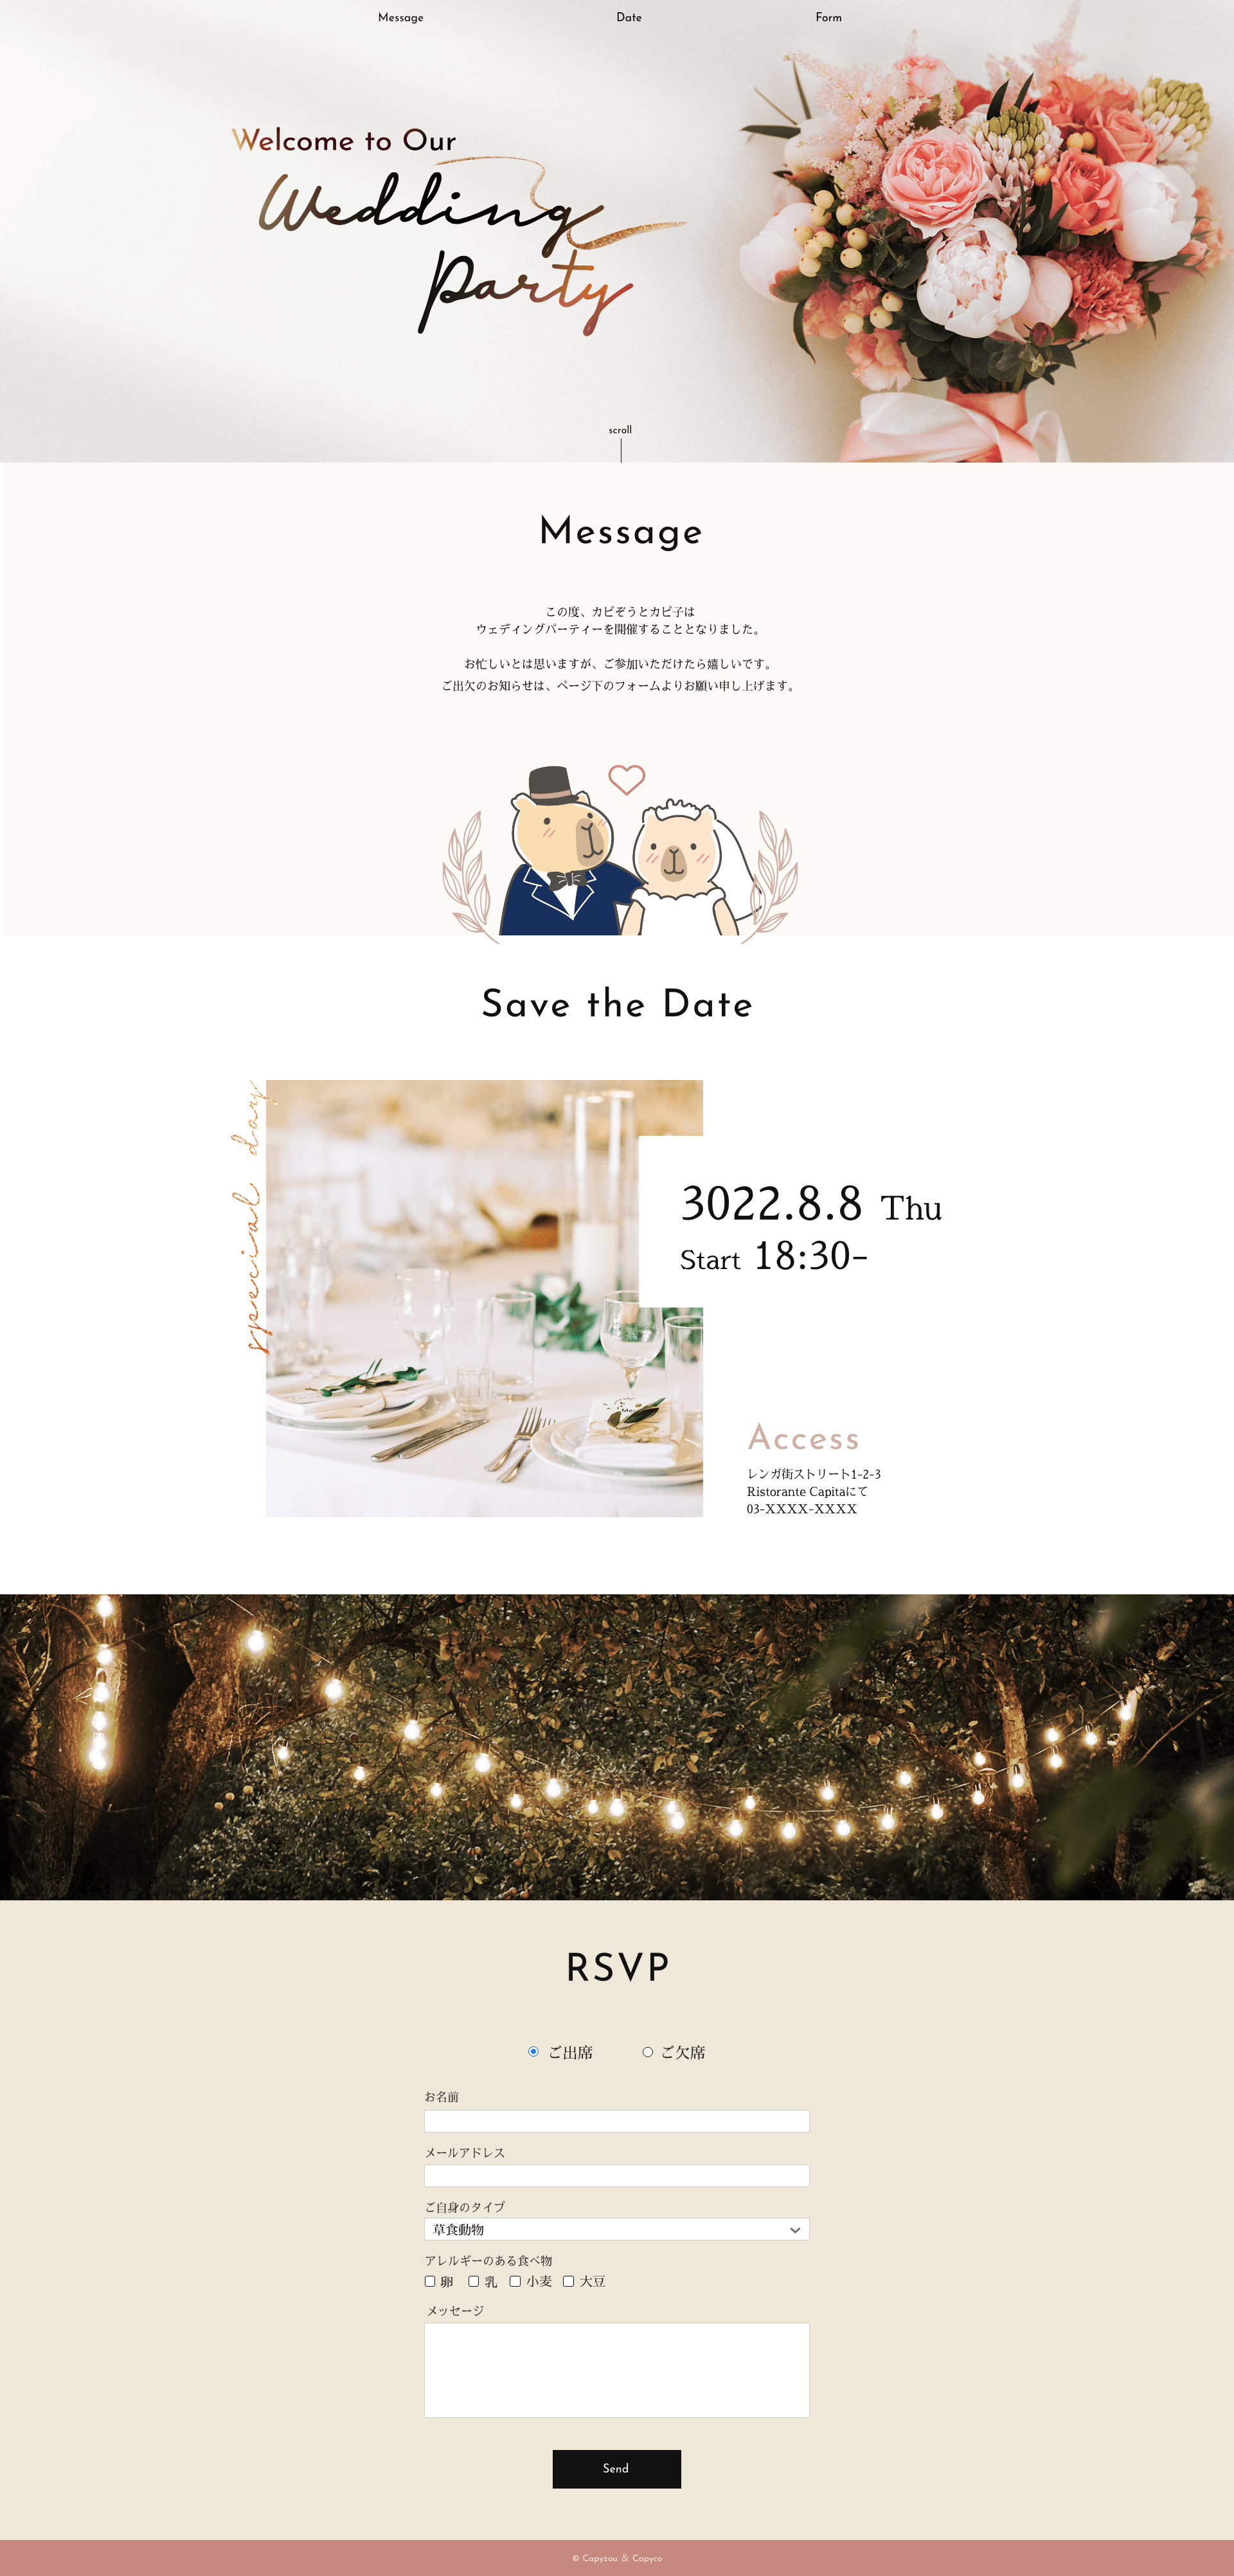 Message
Date
Form
Welcome to Our
Wedding
Party
scroll
Message
この度、カピぞうとカピ子は
ウェディングパーティーを開催することとなりました。
お忙しいとは思いますが、ご参加いただけたら嬉しいです。
ご出欠のお知らせは、ページ下のフォームよりお願い申し上げます。
Save the Date
special day
3022.8.8 Thu
Start 18:30-
Access
レンガ街ストリート1-2-3
Ristorante Capitaにて
03-XXXX-XXXX
RSVP
ご出席
ご欠席
お名前
メールアドレス
ご自身のタイプ
草食動物
アレルギーのある食べ物
卵 乳 小麦 大豆
メッセージ
Send
© Capyzou & Capyco